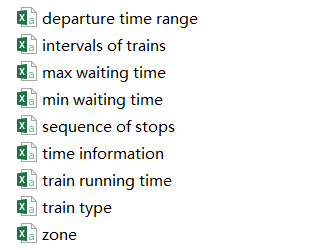 departure time range
intervals of trains
max waiting time
min waiting time
sequence of stops
time information
train running time
train type
zone